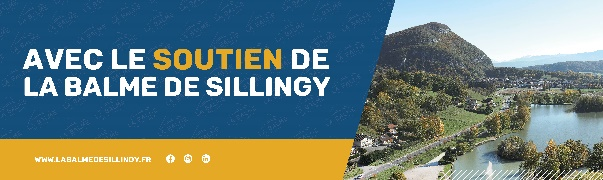 AVEC LE SOUTIEN DE
LA BALME DE SILLINGY
WWW.LABALMEDESILLINGY.FR